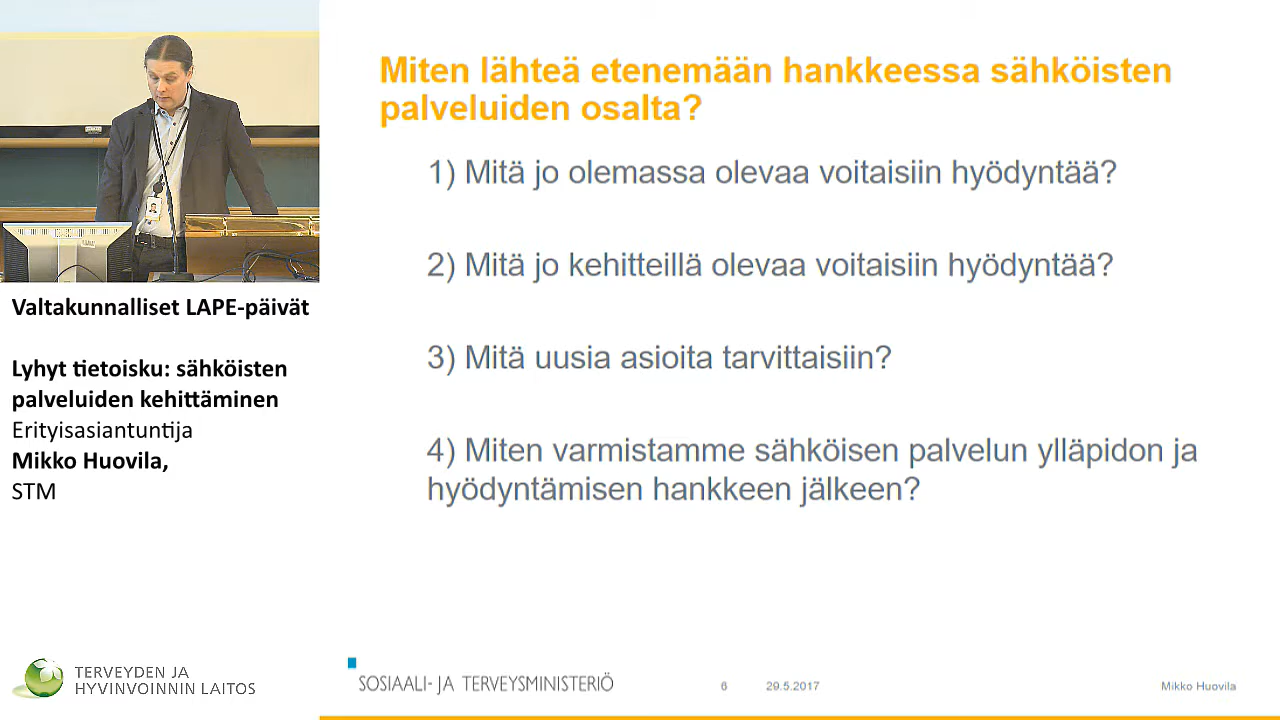 Miten lähteä etenemään hankkeessa sähköisten
palveluiden osalta?
1) Mitä jo olemassa olevaa voitaisiin hyödyntää?
2) Mitä jo kehitteillä olevaa voitaisiin hyödyntää?
3) Mitä uusia asioita tarvittaisiin?
4) Miten varmistamme sähköisen palvelun ylläpidon ja
hyödyntämisen hankkeen jälkeen?
Valtakunnalliset LAPE-päivät
Lyhyt tietoisku: sähköisten
palveluiden kehittäminen
Erityisasiantuntija
Mikko Huovila,
STM
TERVEYDEN JA
HYVINVOINNIN LAITOS
SOSIAALI- JA TERVEYSMINISTERIÖ
6
29.5.2017
Mikko Huovila